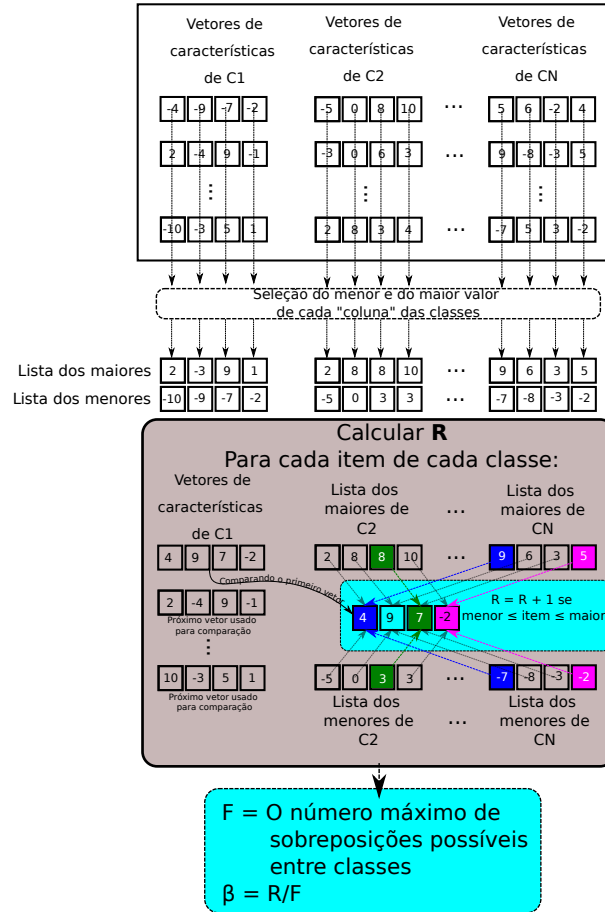 Vetores de Vetores de Vetores de
características características características
de C1 de C2 de CN
-4 -9 -7 -2 -5 0 8 10 ... 5 6 -2 4
2 -4 9 -1 -3 0 6 3 ... 9 -8 -3 5
... ... ...
-10 -3 5 1 2 8 3 4 ... -7 5 3 -2
Seleção do menor e do maior valor
de cada "coluna" das classes
Lista dos maiores 2 -3 9 1 2 8 8 10 ... 9 6 3 5
Lista dos menores -10 -9 -7 -2 -5 0 3 3 ... -7 -8 -3 -2
Calcular R
Para cada item de cada classe:
Vetores de
características
de C1
Lista dos
maiores de
C2
...
Lista dos
maiores de
CN
4 9 7 -2 2 8 8 10 9 6 3 5
Comparando o primeiro vetor
2 -4 9 -1
Próximo vetor usado
para comparação
...
4 9 7 -2
R = R + 1 se
menor ≤ item ≤ maior
10 -3 5 1 -5 0 3 3 -7 -8 -3 -2
Próximo vetor usado
para comparação
Lista dos
menores de
C2
...
Lista dos
menores de
CN
F = O número máximo de
sobreposições possíveis
entre classes
β = R/F